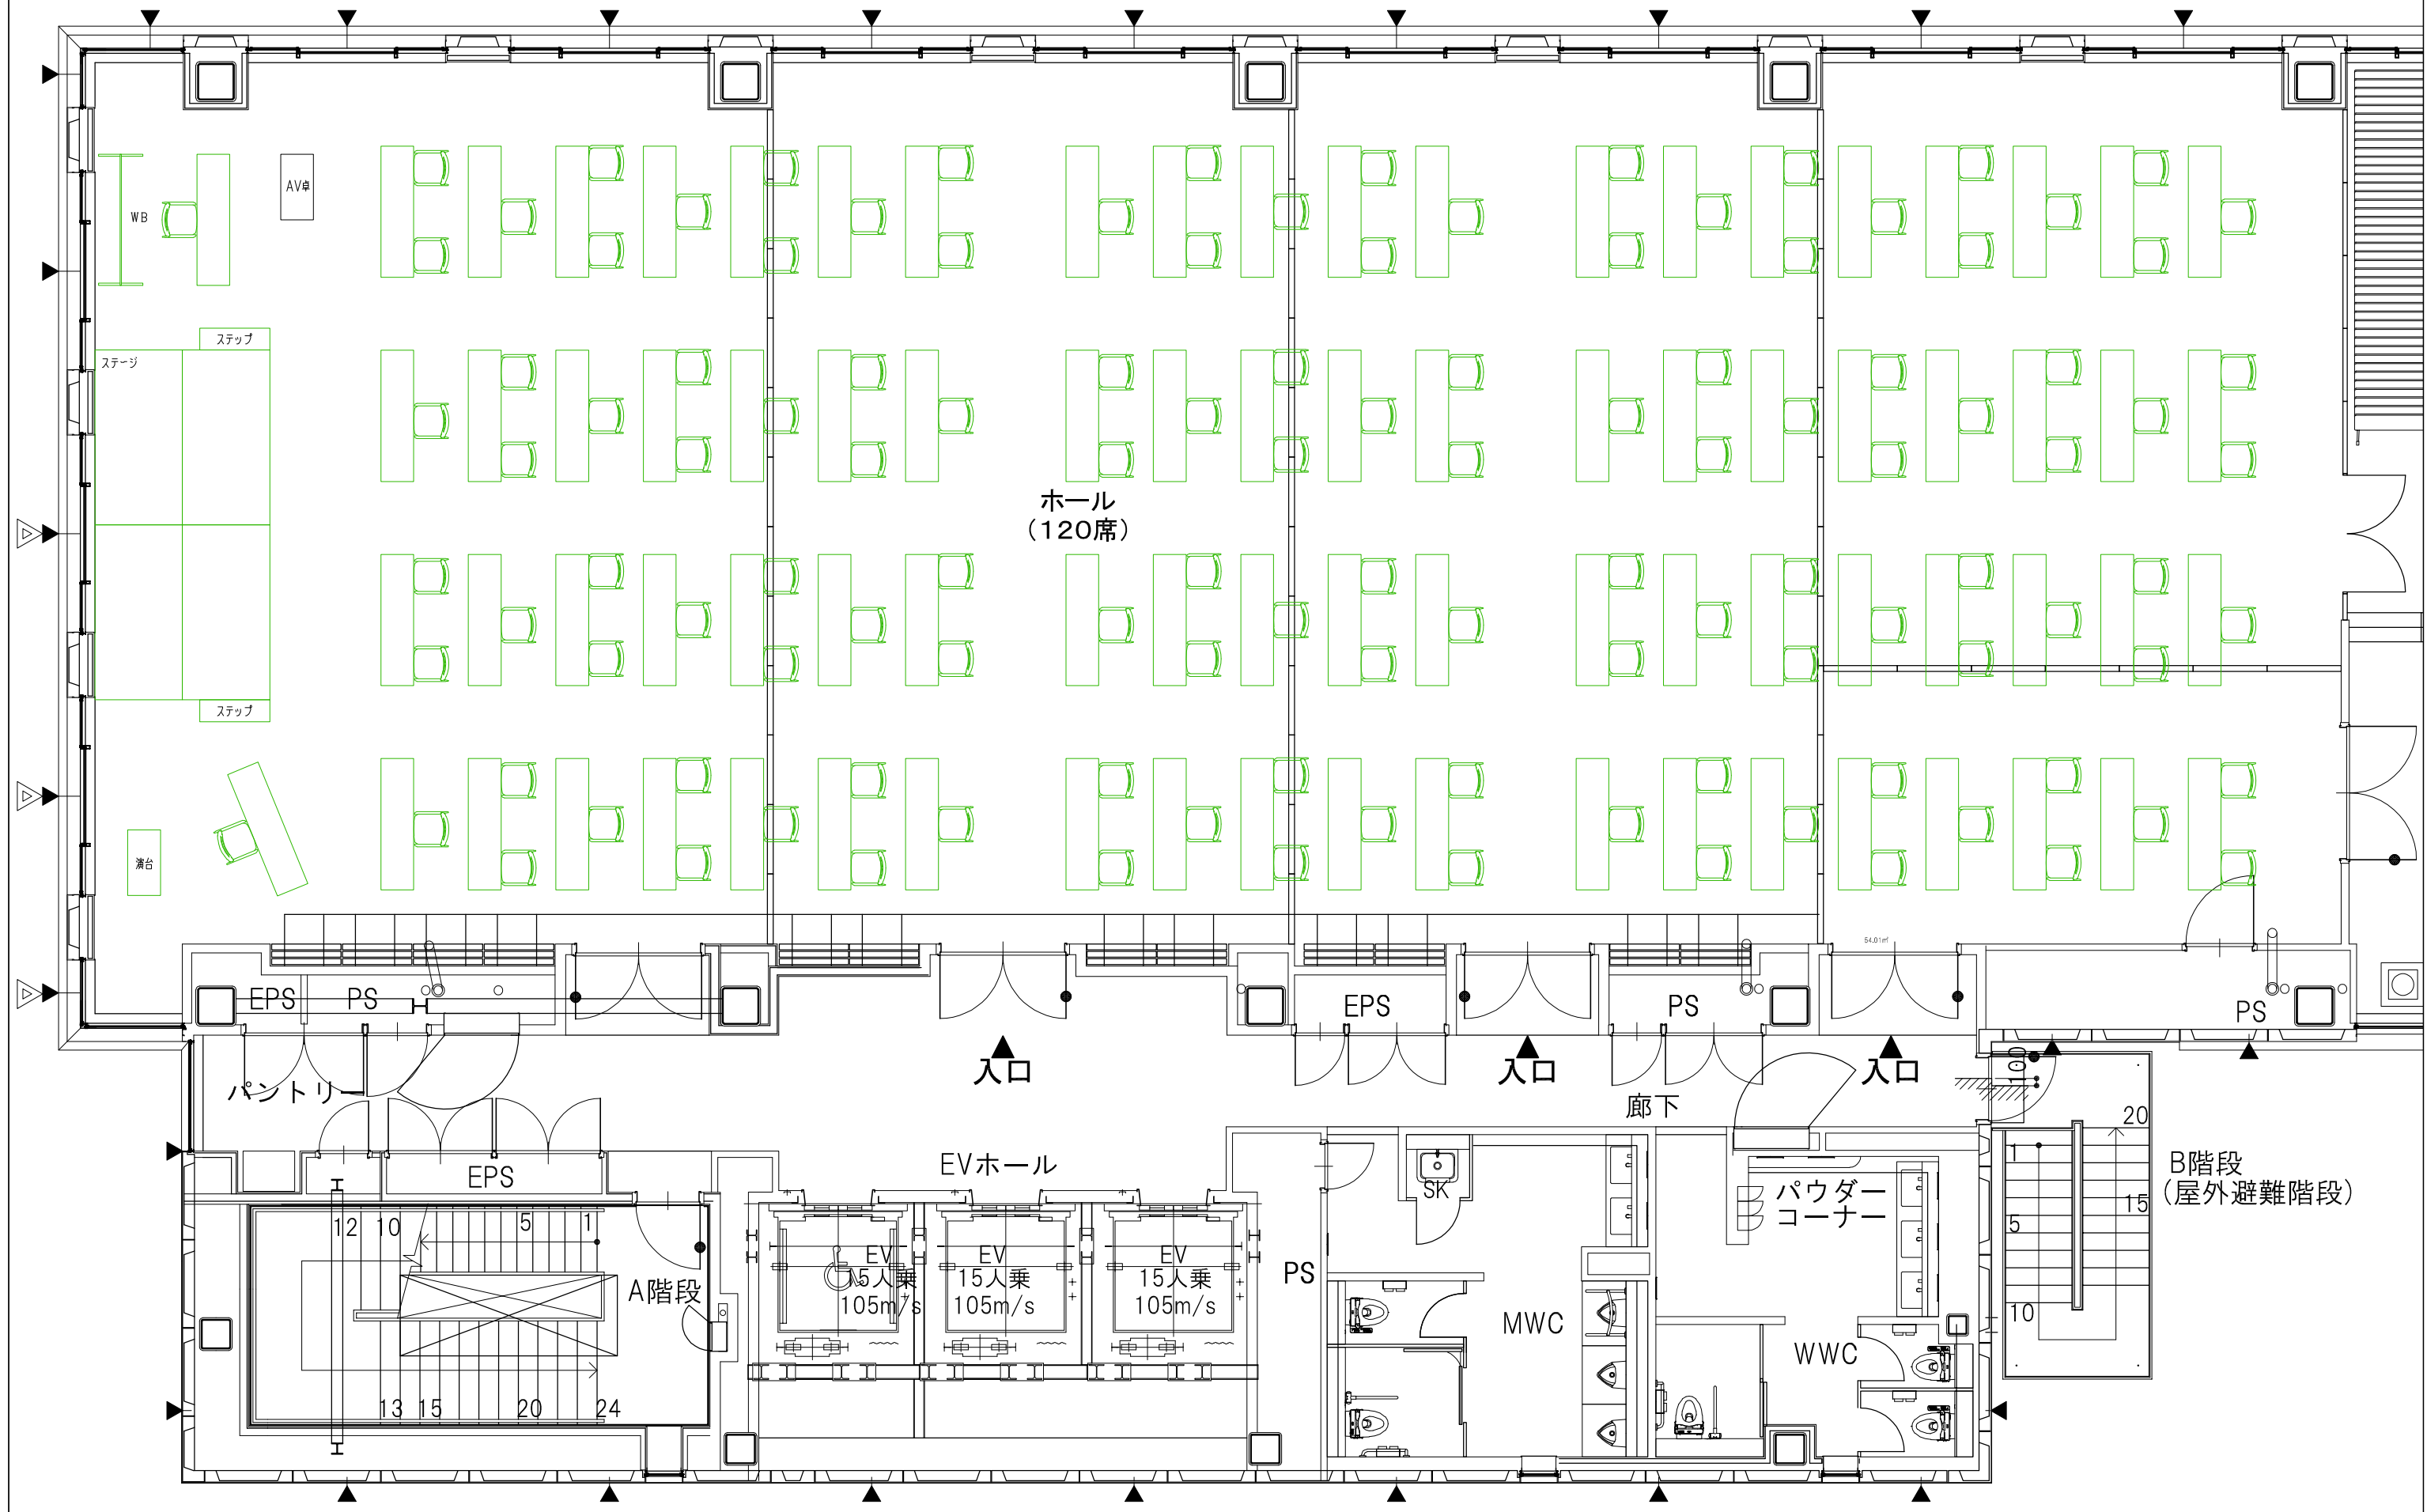 AV卓
WB
ステップ
ステージ
ホール
(120席)
ステップ
演台
54.01㎡
EPS
PS
EPS
PS
PS
入口
入口
入口
パントリー
廊下
100
EVホール
EPS
SK
パウダー
コーナー
B階段
(屋外避難階段)
20
1
15
5
10
12
10
5
1
A階段
13
15
20
24
EV
15人乗
105m/s
EV
15人乗
105m/s
EV
15人乗
105m/s
PS
MWC
WWC